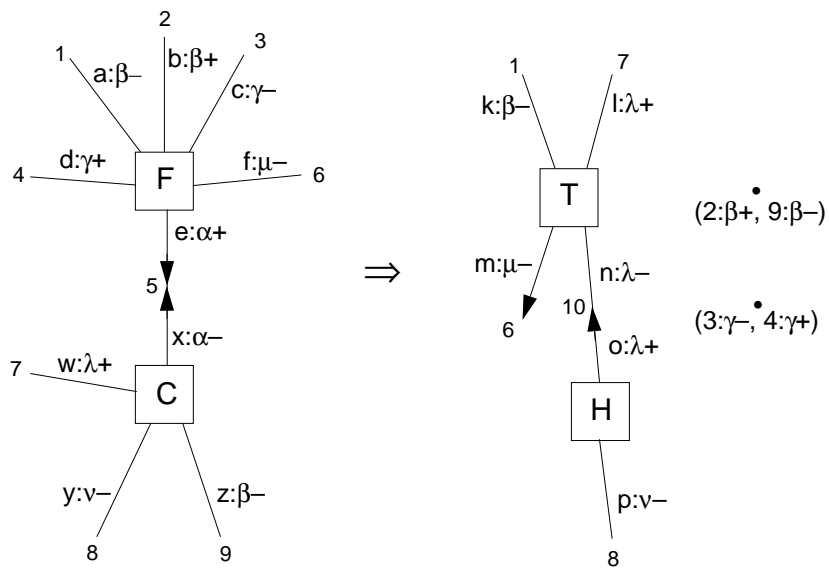 2
1
3
b:β+
a:β–
c:γ–
d:γ+
f:μ–
4
F
6
e:α+
5
x:α–
7
w:λ+
C
y:ν–
z:β–
8
9
⇒
1
7
k:β–
l:λ+
T
m:μ–
n:λ–
6
10
o:λ+
H
p:ν–
8
(2:β+, 9:β–)
(3:γ–, 4:γ+)